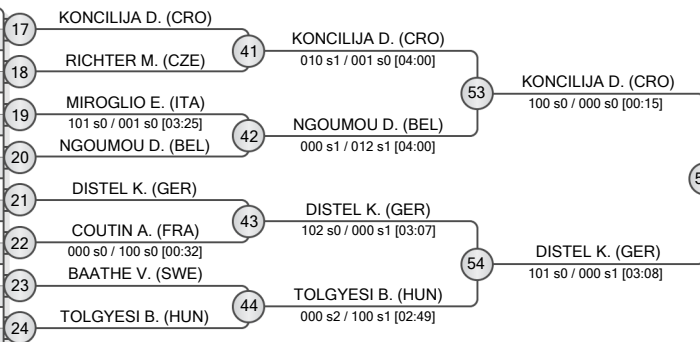 17
KONCILIJA D. (CRO)
18
RICHTER M. (CZE)
41
KONCILIJA D. (CRO)
010 s1 / 001 s0 [04:00]
19
MIROGLIO E. (ITA)
101 s0 / 001 s0 [03:25]
20
NGOUMOU D. (BEL)
42
NGOUMOU D. (BEL)
000 s1 / 012 s1 [04:00]
53
KONCILIJA D. (CRO)
100 s0 / 000 s0 [00:15]
21
DISTEL K. (GER)
22
COUTIN A. (FRA)
000 s0 / 100 s0 [00:32]
43
DISTEL K. (GER)
102 s0 / 000 s1 [03:07]
23
BAATHE V. (SWE)
24
TOLGYESI B. (HUN)
44
TOLGYESI B. (HUN)
000 s2 / 100 s1 [02:49]
54
DISTEL K. (GER)
101 s0 / 000 s1 [03:08]